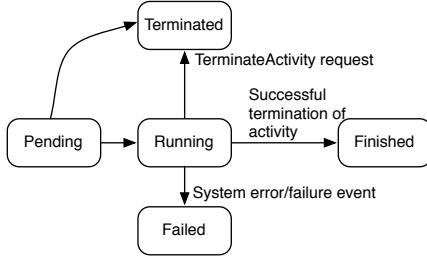 Terminated
TerminateActivity request
Successful
termination of
activity
Pending
Running
Finished
System error/failure event
Failed